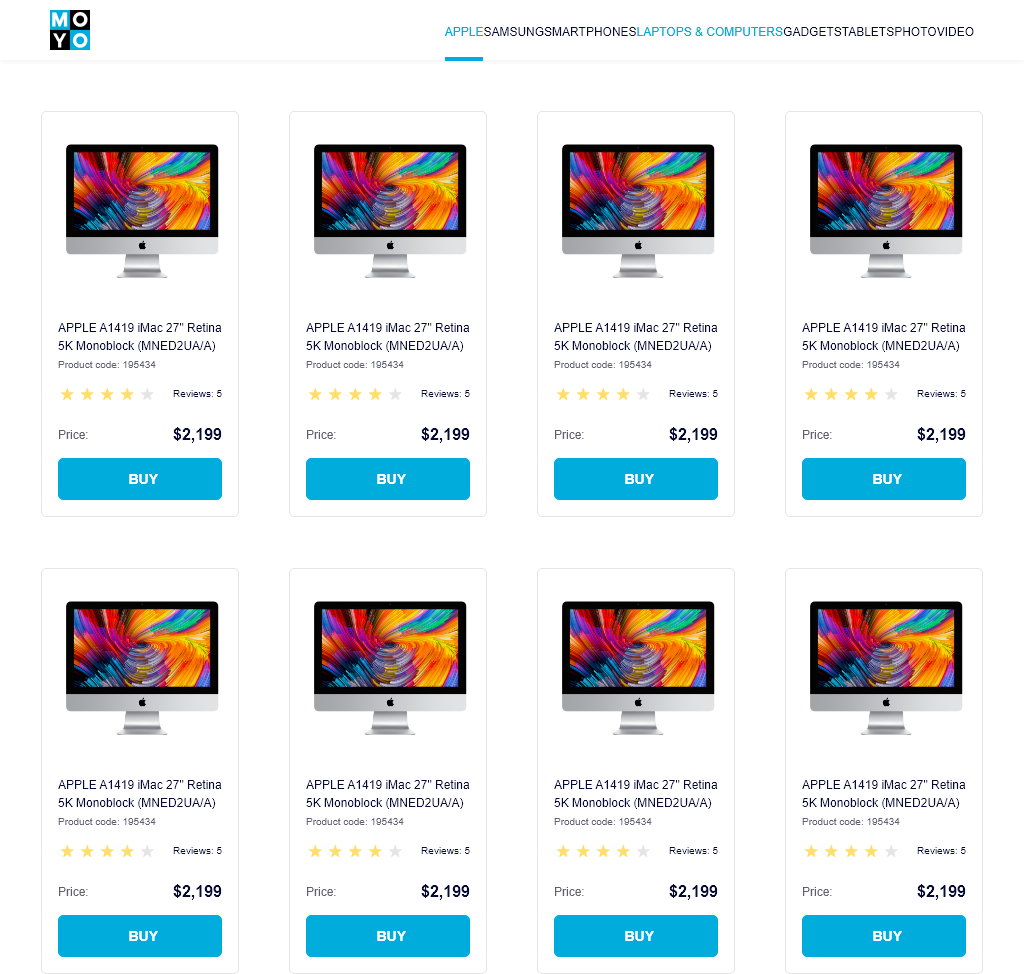 MO
YO
APPLESAMSUNGSMARTPHONESLAPTOPS & COMPUTERSGADGETSTABLETSPHOTOVIDEO
APPLE A1419 iMac 27" Retina
5K Monoblock (MNED2UA/A)
Product code: 195434
Reviews: 5
Price: $2,199
BUY
APPLE A1419 iMac 27" Retina
5K Monoblock (MNED2UA/A)
Product code: 195434
Reviews: 5
Price: $2,199
BUY
APPLE A1419 iMac 27" Retina
5K Monoblock (MNED2UA/A)
Product code: 195434
Reviews: 5
Price: $2,199
BUY
APPLE A1419 iMac 27" Retina
5K Monoblock (MNED2UA/A)
Product code: 195434
Reviews: 5
Price: $2,199
BUY
APPLE A1419 iMac 27" Retina
5K Monoblock (MNED2UA/A)
Product code: 195434
Reviews: 5
Price: $2,199
BUY
APPLE A1419 iMac 27" Retina
5K Monoblock (MNED2UA/A)
Product code: 195434
Reviews: 5
Price: $2,199
BUY
APPLE A1419 iMac 27" Retina
5K Monoblock (MNED2UA/A)
Product code: 195434
Reviews: 5
Price: $2,199
BUY
APPLE A1419 iMac 27" Retina
5K Monoblock (MNED2UA/A)
Product code: 195434
Reviews: 5
Price: $2,199
BUY